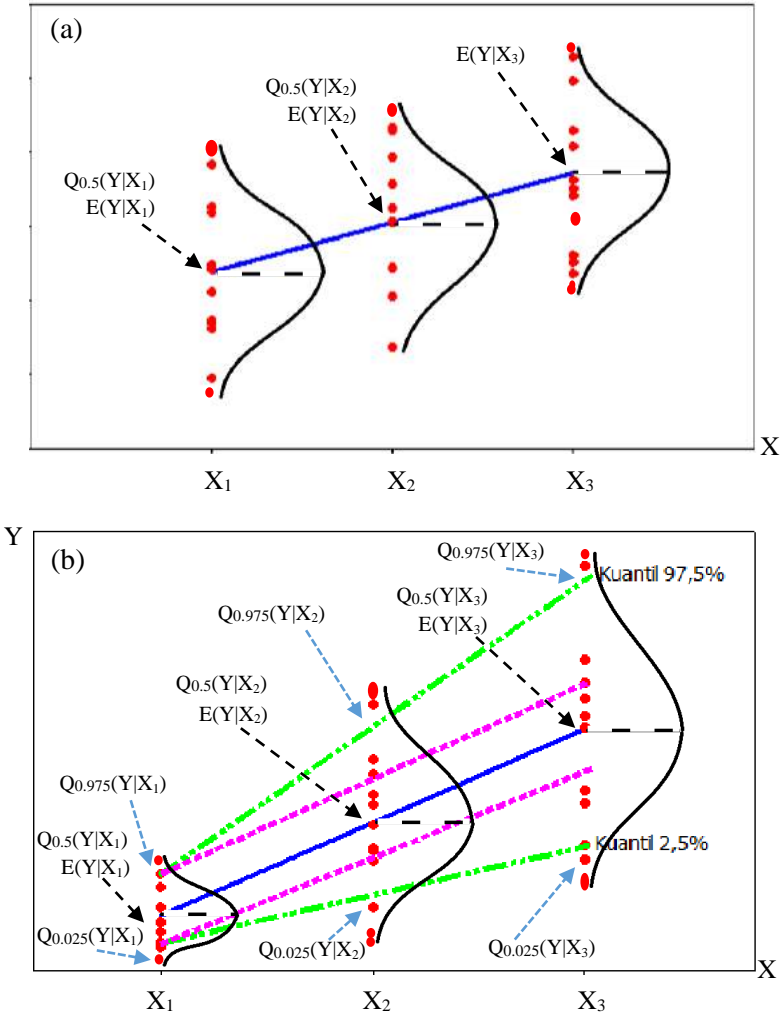 (a)
E(Y|X3)
Q0.5(Y|X2)
E(Y|X2)
Q0.5(Y|X1)
E(Y|X1)
X
X1 X2 X3
Y
(b)
Q0.975(Y|X3)
Kuantil 97,5%
Q0.5(Y|X3)
E(Y|X3)
Q0.975(Y|X2)
Q0.5(Y|X2)
E(Y|X2)
Q0.975(Y|X1)
Q0.5(Y|X1)
E(Y|X1)
Kuantil 2,5%
Q0.025(Y|X1)
Q0.025(Y|X2)
Q0.025(Y|X3)
X
X1 X2 X3